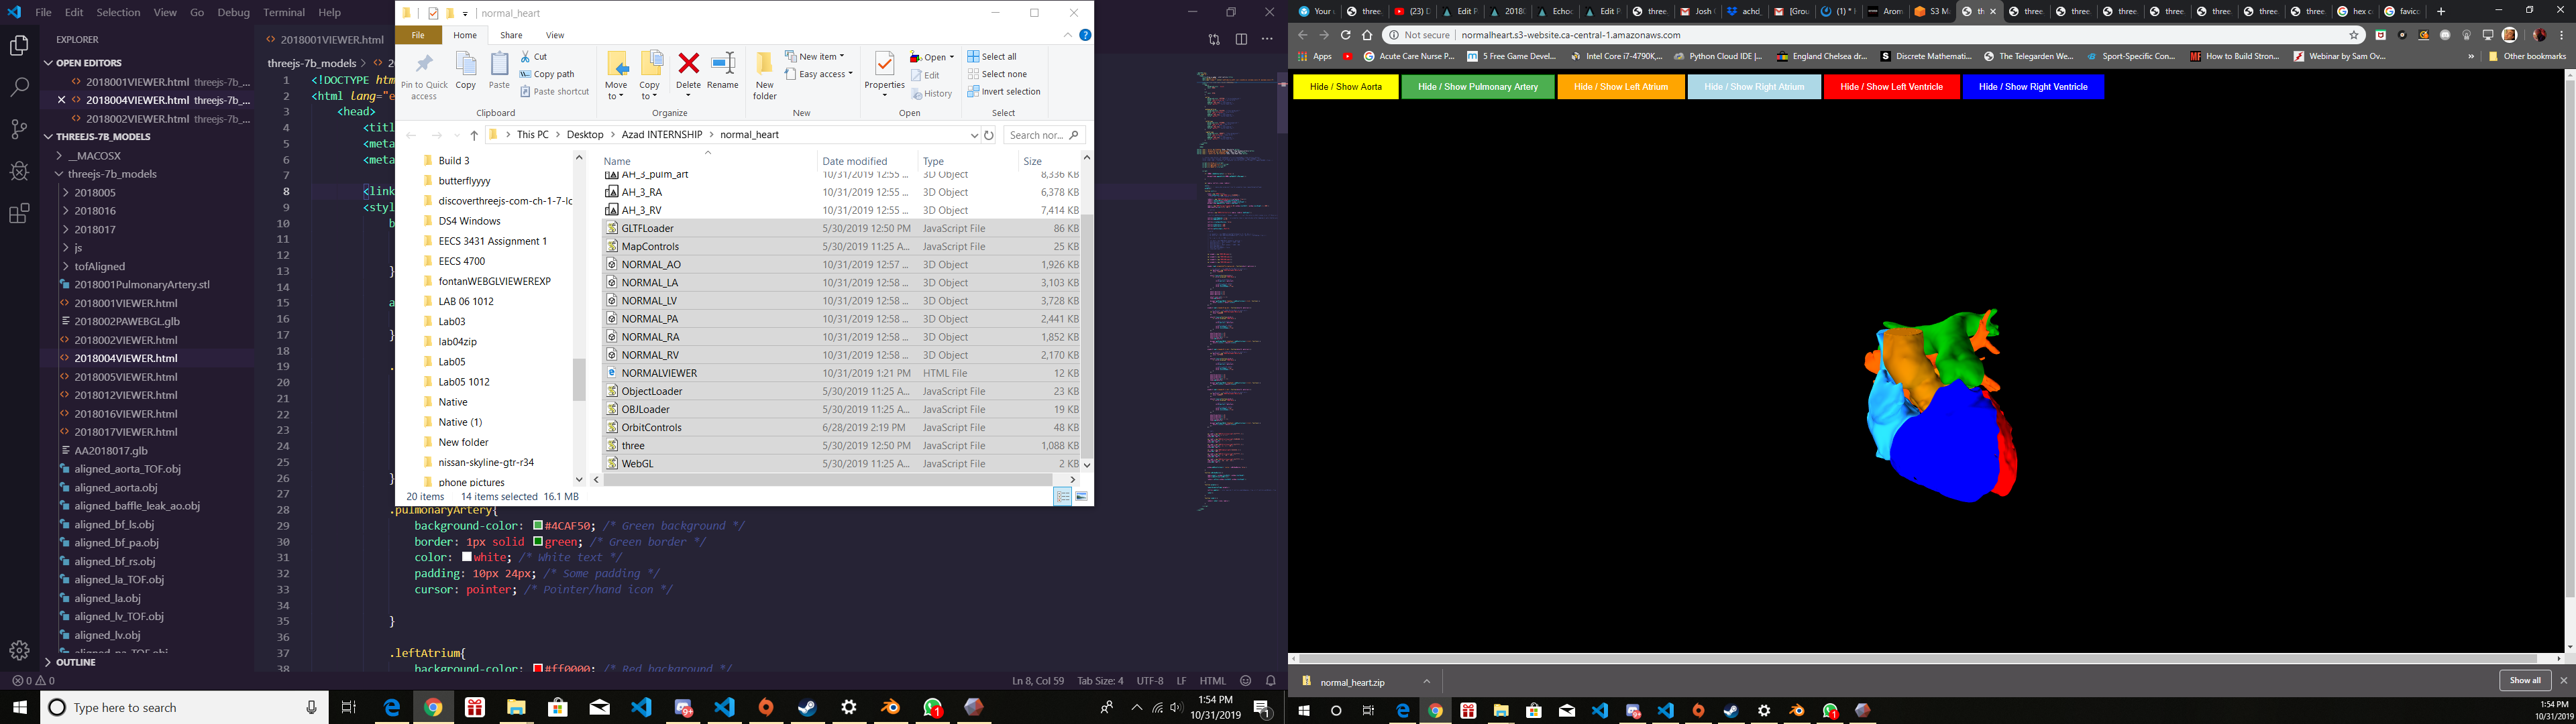 File Edit Selection View Go Debug Terminal Help
EXPLORER
OPEN EDITORS
2018001VIEWER.html threejs-7b_...
2018004VIEWER.html threejs-7b_...
2018002VIEWER.html threejs-7b_...
THREEJS-7B_MODELS
__MACOSX
threejs-7b_models
2018005
2018016
2018017
js
tofAligned
2018001PulmonaryArtery.stl
2018001VIEWER.html
2018002PAWEBGL.glb
2018002VIEWER.html
2018004VIEWER.html
2018005VIEWER.html
2018012VIEWER.html
2018016VIEWER.html
2018017VIEWER.html
AA2018017.glb
aligned_aorta_TOF.obj
aligned_aorta.obj
aligned_baffle_leak_ao.obj
aligned_bf_ls.obj
aligned_bf_pa.obj
aligned_bf_rs.obj
aligned_la_TOF.obj
aligned_la.obj
aligned_lv_TOF.obj
aligned_lv.obj
OUTLINE
0 0
2018001VIEWER.html
threejs-7b_models
1 <!DOCTYPE htm
2 <html lang="e
3 <head>
4 <titl
5 <meta
6 <meta
7
8 <link
9 <styl
10 b
11
12
13 }
14
15 a
16
17 }
18
19 .
20
21
22
23
24
25
26 }
27
28 .pulmonaryArtery{
29 background-color: #4CAF50; /* Green background */
30 border: 1px solid green; /* Green border */
31 color: white; /* White text */
32 padding: 10px 24px; /* Some padding */
33 cursor: pointer; /* Pointer/hand icon */
34
35 }
36
37 .leftAtrium{
38 background-color: #ff0000; /* Red background */
Ln 8, Col 59 Tab Size: 4 UTF-8 LF HTML
normal_heart
File Home Share View
Pin to Quick access
Copy
Paste
Cut
Copy path
Paste shortcut
Clipboard
Move to
Copy to
Delete
Rename
Organize
New folder
New item
Easy access
New
Properties
Open
Edit
History
Open
Select all
Select none
Invert selection
Select
This PC Desktop Azad INTERNSHIP normal_heart
Search nor...
Build 3
butterflyyyy
discoverthreejs-com-ch-1-7-lc
DS4 Windows
EECS 3431 Assignment 1
EECS 4700
fontanWEBGLVIEWEREXP
LAB 06 1012
Lab03
lab04zip
Lab05
Lab05 1012
Native
Native (1)
New folder
nissan-skyline-gtr-r34
phone pictures
Name Date modified Type Size
AH_3_pulm_art 10/31/2019 12:55 ... 3D Object 8,336 KB
AH_3_RA 10/31/2019 12:55 ... 3D Object 6,378 KB
AH_3_RV 10/31/2019 12:55 ... 3D Object 7,414 KB
GLTFLoader 5/30/2019 12:50 PM JavaScript File 86 KB
MapControls 5/30/2019 11:25 A... JavaScript File 25 KB
NORMAL_AO 10/31/2019 12:57 ... 3D Object 1,926 KB
NORMAL_LA 10/31/2019 12:58 ... 3D Object 3,103 KB
NORMAL_LV 10/31/2019 12:58 ... 3D Object 3,728 KB
NORMAL_PA 10/31/2019 12:58 ... 3D Object 2,441 KB
NORMAL_RA 10/31/2019 12:58 ... 3D Object 1,852 KB
NORMAL_RV 10/31/2019 12:58 ... 3D Object 2,170 KB
NORMALVIEWER 10/31/2019 1:21 PM HTML File 12 KB
ObjectLoader 5/30/2019 11:25 A... JavaScript File 23 KB
OBJLoader 5/30/2019 11:25 A... JavaScript File 19 KB
OrbitControls 6/28/2019 2:19 PM JavaScript File 48 KB
three 5/30/2019 12:50 PM JavaScript File 1,088 KB
WebGL 5/30/2019 11:25 A... JavaScript File 2 KB
20 items 14 items selected 16.1 MB
Type here to search
1:54 PM
10/31/2019
Your c three. (23) D Edit P 20180 Echoc Edit P three. Josh C achd_ [Grou (1) * F Arom S3 M th three. three. three. three. three. three. three. hex c favico
Not secure normalheart.s3-website.ca-central-1.amazonaws.com
Apps Acute Care Nurse P... 5 Free Game Devel... Intel Core i7-4790K,... Python Cloud IDE |... England Chelsea dr... Discrete Mathemati... The Telegarden We... Sport-Specific Con... How to Build Stron... Webinar by Sam Ov... Other bookmarks
Hide / Show Aorta Hide / Show Pulmonary Artery Hide / Show Left Atrium Hide / Show Right Atrium Hide / Show Left Ventricle Hide / Show Right Ventricle
normal_heart.zip
Show all
1:54 PM
10/31/2019